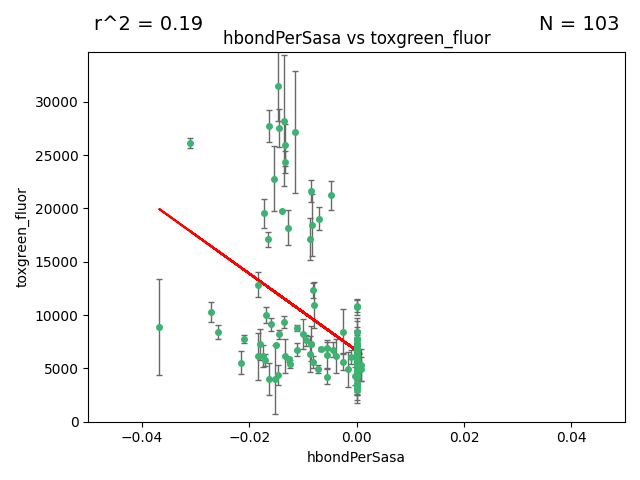 r^2 = 0.19
N = 103
hbondPerSasa vs toxgreen_fluor
toxgreen_fluor
30000
25000
20000
15000
10000
5000
0
−0.04
−0.02
0.00
0.02
0.04
hbondPerSasa